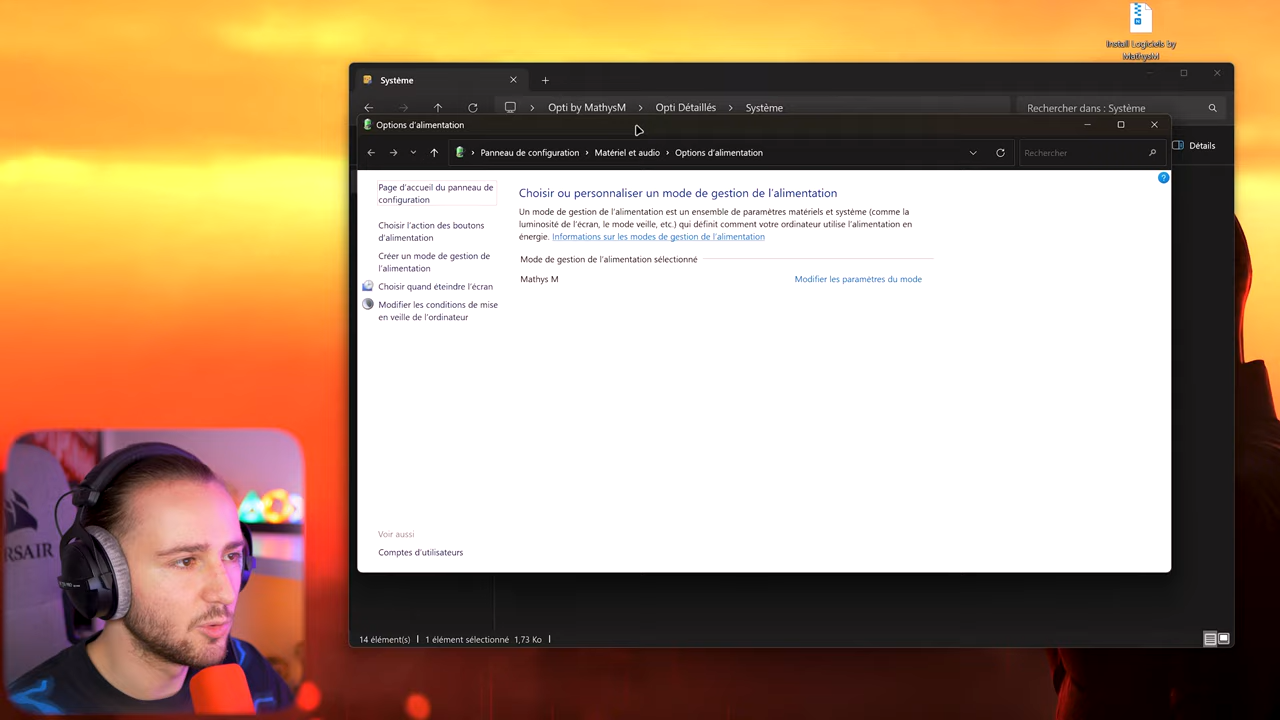 Install Logiciels by
MathysM
Système
Opti by MathysM
Opti Détaillés
Système
Rechercher dans : Système
Options d'alimentation
Détails
Panneau de configuration
Matériel et audio
Options d'alimentation
Rechercher
Page d'accueil du panneau de
configuration
Choisir l'action des boutons
d'alimentation
Créer un mode de gestion de
l'alimentation
Choisir quand éteindre l'écran
Modifier les conditions de mise
en veille de l'ordinateur
Voir aussi
Comptes d'utilisateurs
Choisir ou personnaliser un mode de gestion de l'alimentation
Un mode de gestion de l'alimentation est un ensemble de paramètres matériels et système (comme la
luminosité de l'écran, le mode veille, etc.) qui définit comment votre ordinateur utilise l'alimentation en
énergie. Informations sur les modes de gestion de l'alimentation
Mode de gestion de l'alimentation sélectionné
Mathys M
Modifier les paramètres du mode
14 élément(s)
1 élément sélectionné 1,73 Ko
RSAIR